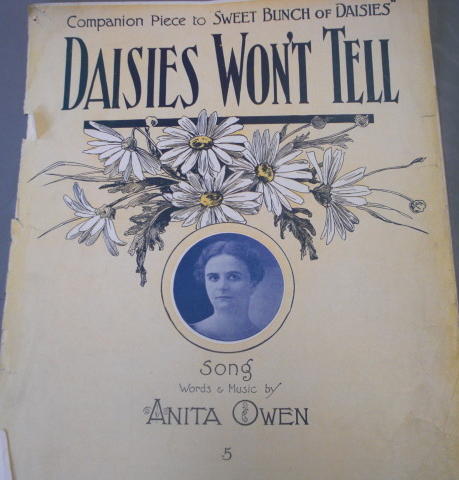 Companion Piece to Sweet Bunch of Daisies"
Daisies Won't Tell
Song
Words & Music by
Anita Owen
5